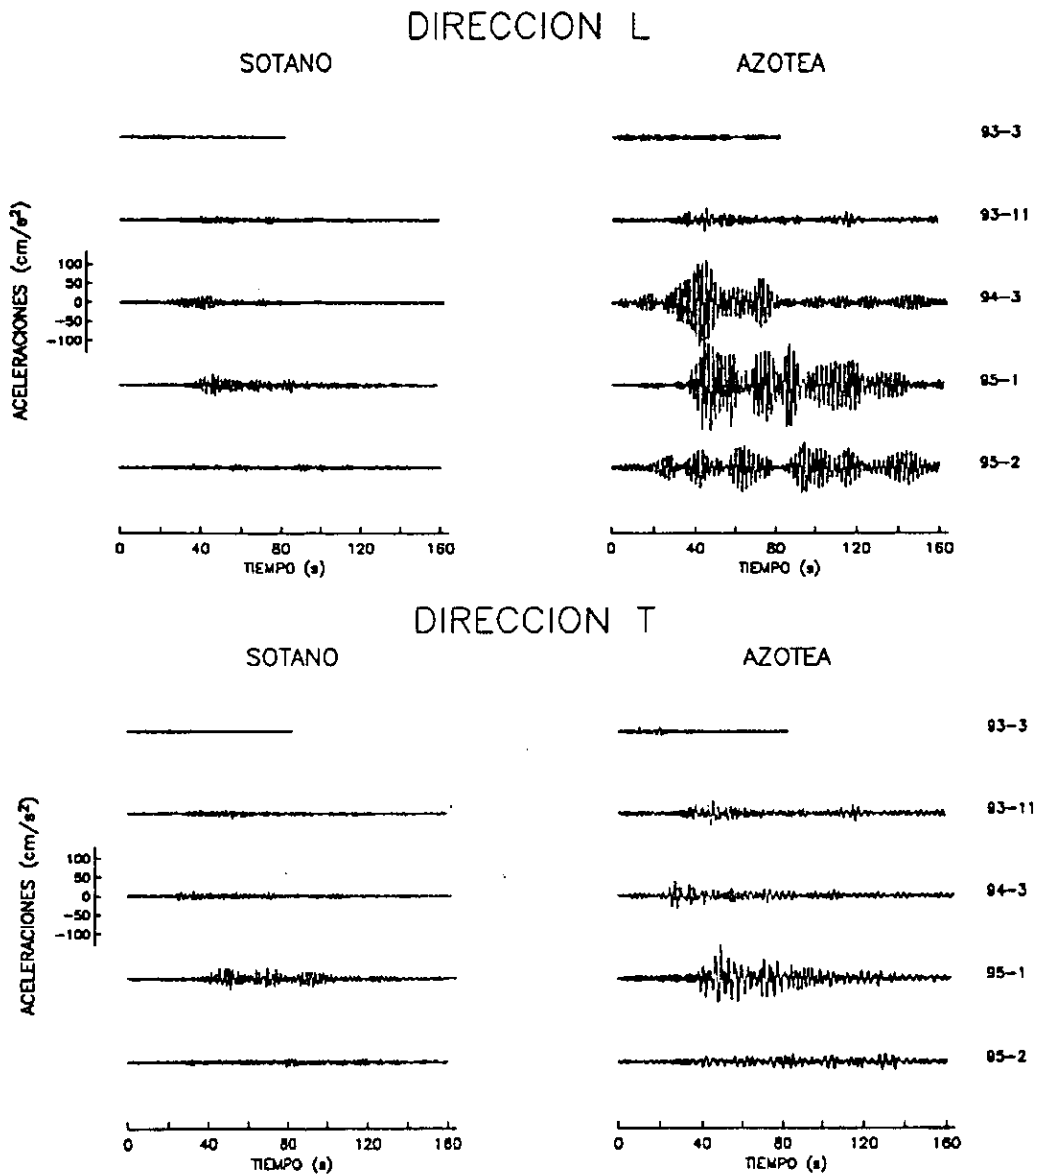 DIRECCION L
SOTANO
AZOTEA
93-3
93-11
94-3
95-1
95-2
ACELERACIONES (cm/s²)
100
50
0
-50
-100
0 40 80 120 160
TIEMPO (s)
0 40 80 120 160
TIEMPO (s)
DIRECCION T
SOTANO
AZOTEA
93-3
93-11
94-3
95-1
95-2
ACELERACIONES (cm/s²)
100
50
0
-50
-100
0 40 80 120 160
TIEMPO (s)
0 40 80 120 160
TIEMPO (s)